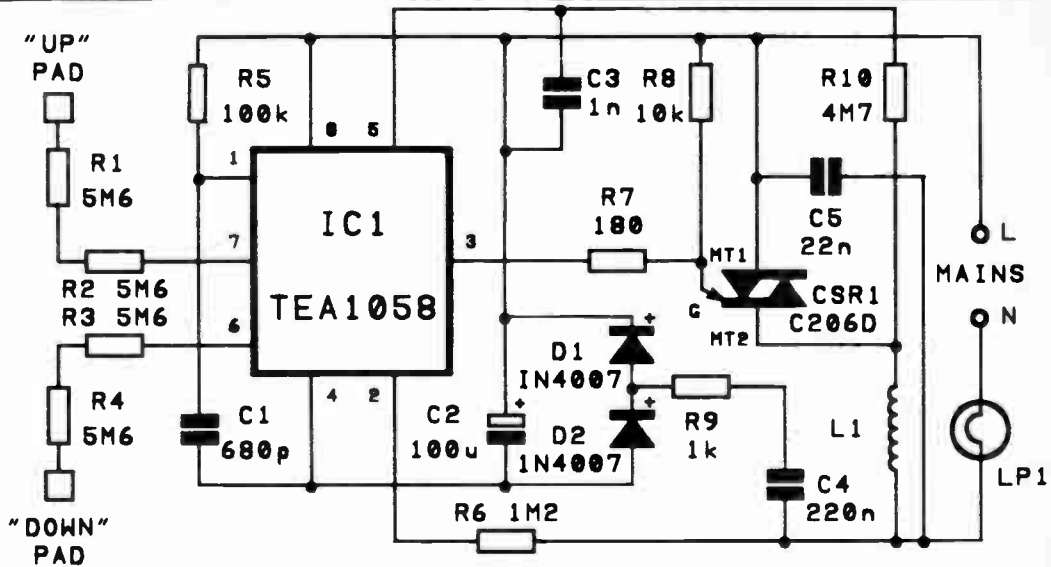 "UP"
PAD
R1
5M6
R2 5M6
R3 5M6
R4
5M6
"DOWN"
PAD
R5
100k
8
5
1
7
6
3
4
2
IC1
TEA1058
C1
680p
C2
100u
+
C3
1n
R8
10k
R7
180
D1
IN4007
+
D2
1N4007
+
R9
1k
R6 1M2
C4
220n
R10
4M7
C5
22n
MT1
G
MT2
CSR1
C206D
L1
L
MAINS
N
LP1